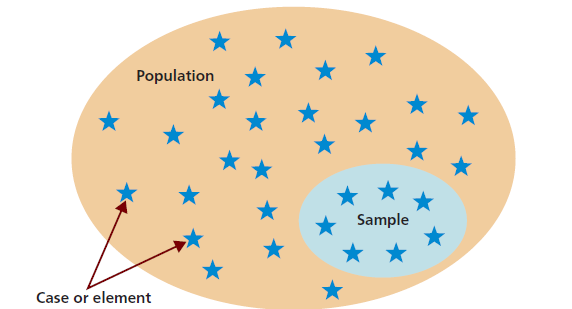 Population
Sample
Case or element